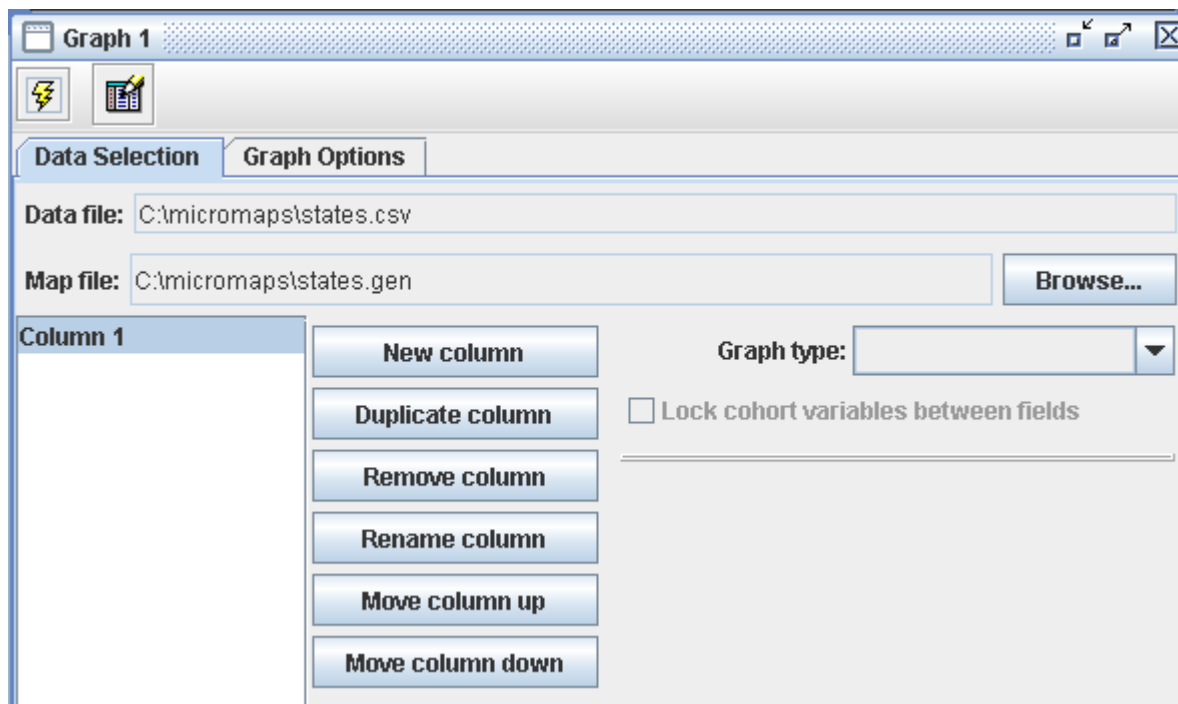 Graph 1
Data Selection Graph Options
Data file: C:\micromaps\states.csv
Map file: C:\micromaps\states.gen Browse...
Column 1
New column
Graph type:
Duplicate column
Lock cohort variables between fields
Remove column
Rename column
Move column up
Move column down